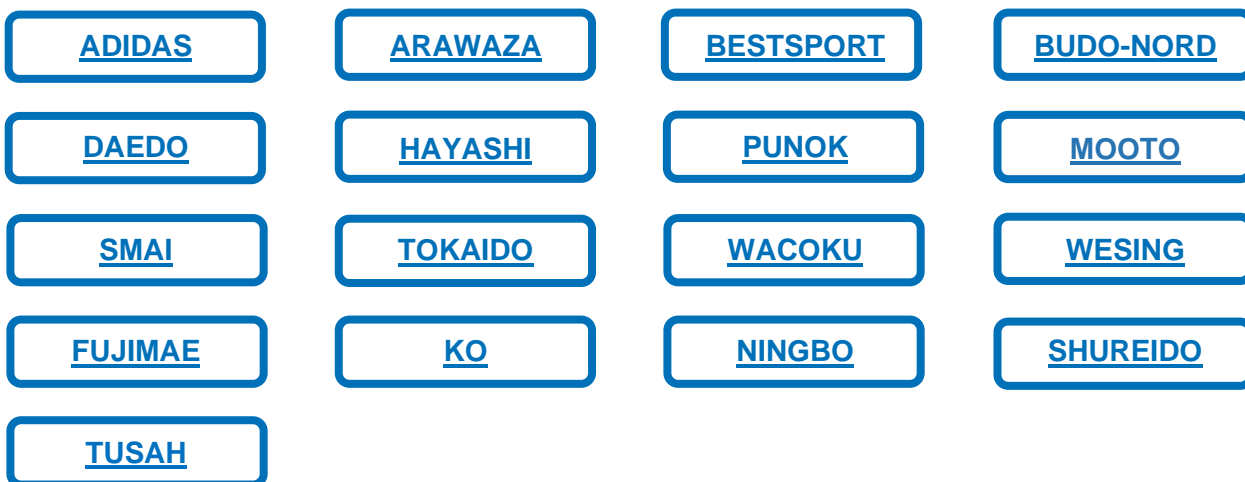 ADIDAS ARAWAZA BESTSPORT BUDO-NORD
DAEDO HAYASHI PUNOK MOOTO
SMAI TOKAIDO WACOKU WESING
FUJIMAE KO NINGBO SHUREIDO
TUSAH